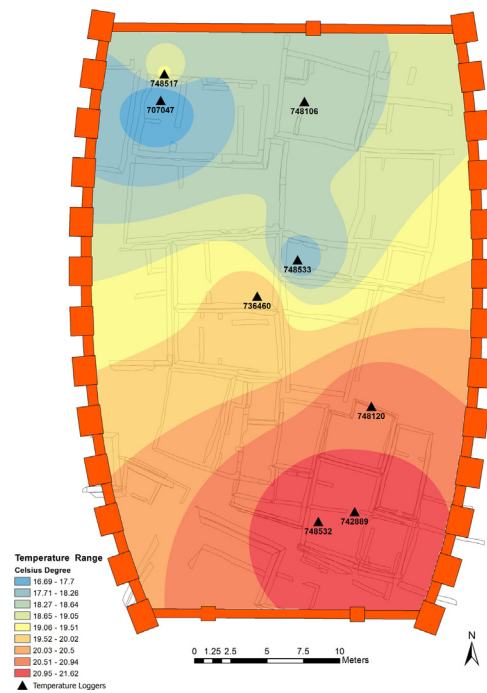 748517
707047
748106
748533
736460
748120
742889
748532
Temperature Range
Celsius Degree
16.69 - 17.7
17.71 - 18.26
18.27 - 18.64
18.65 - 19.05
19.06 - 19.51
19.52 - 20.02
20.03 - 20.5
20.51 - 20.94
20.95 - 21.62
Temperature Loggers
0 1.25 2.5 5 7.5 10
Meters
N